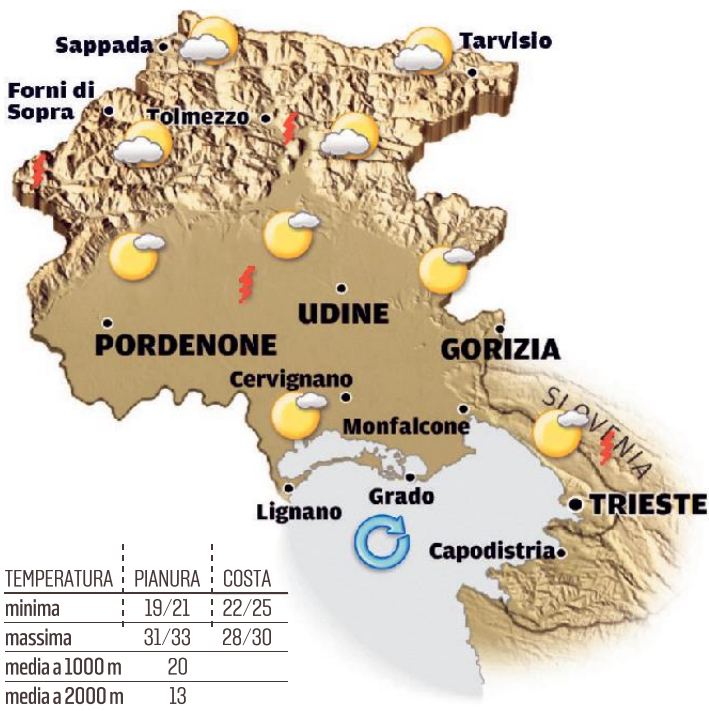 Sappada
Tarvisio
Forni di
Sopra
Tolmezzo
UDINE
PORDENONE
GORIZIA
Cervignano
SLOVENIA
Monfalcone
Grado
Lignano
TRIESTE
Capodistria
TEMPERATURA PIANURA COSTA
minima 19/21 22/25
massima 31/33 28/30
media a 1000 m 20
media a 2000 m 13